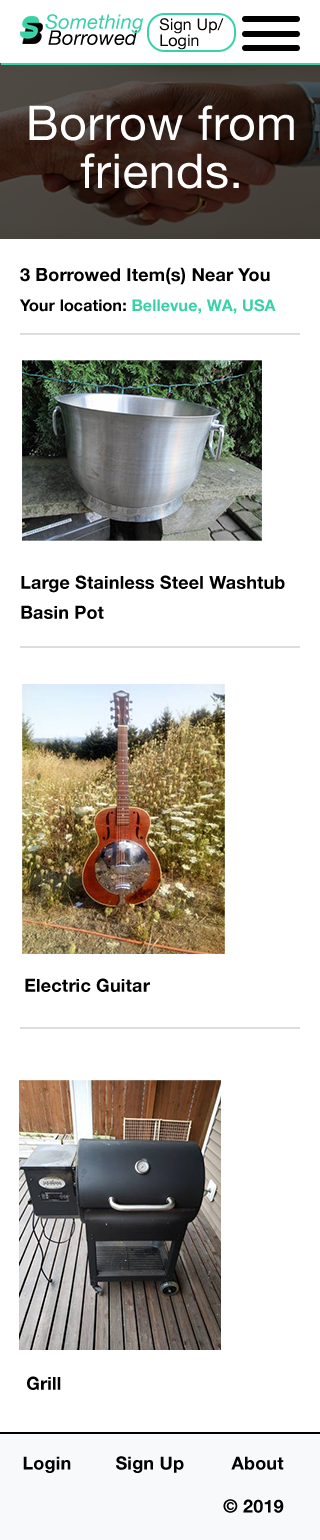 Something
Borrowed
Sign Up/
Login
Borrow from
friends.
3 Borrowed Item(s) Near You
Your location: Bellevue, WA, USA
Large Stainless Steel Washtub
Basin Pot
Electric Guitar
Grill
Login Sign Up About
© 2019